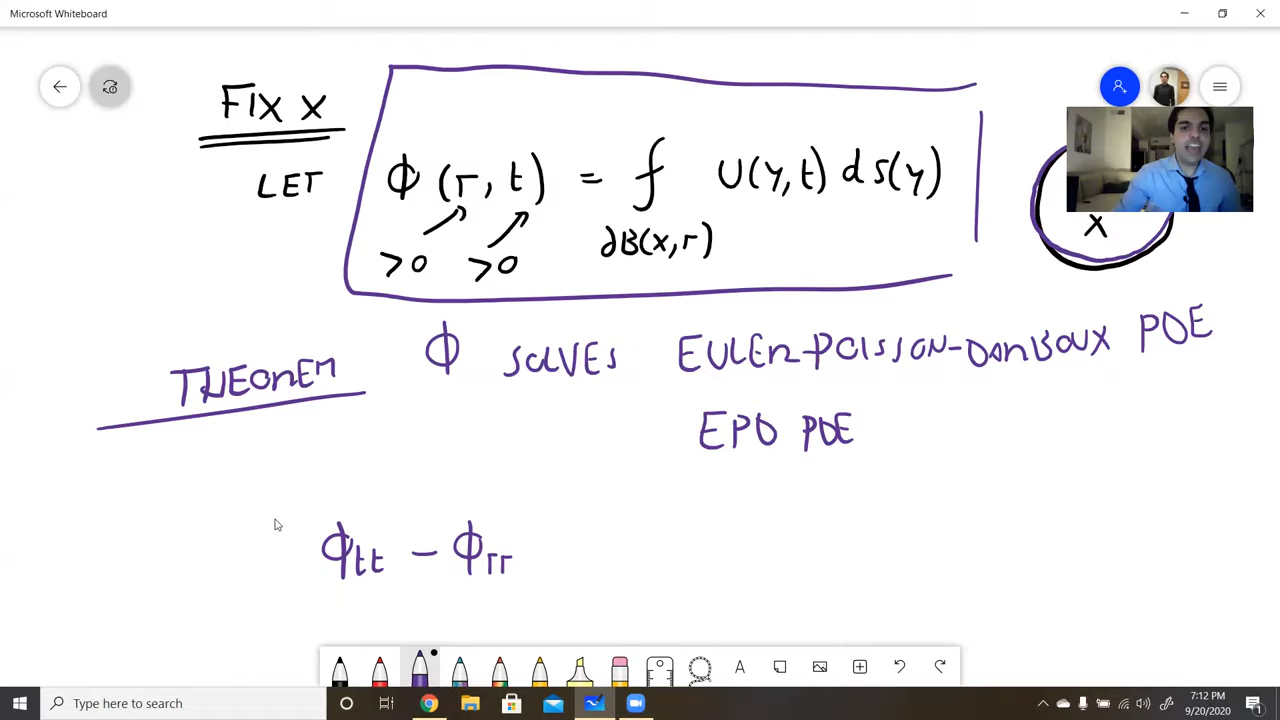 Microsoft Whiteboard
FIX X
LET ϕ(r, t) = ⨍ U(y,t) dS(y)
>0 >0 ∂B(x,r)
X
THEOREM ϕ SOLVES EULER-POISSON-DARBOUX PDE
EPD PDE
ϕtt - ϕrr
A
Type here to search
7:12 PM
9/20/2020